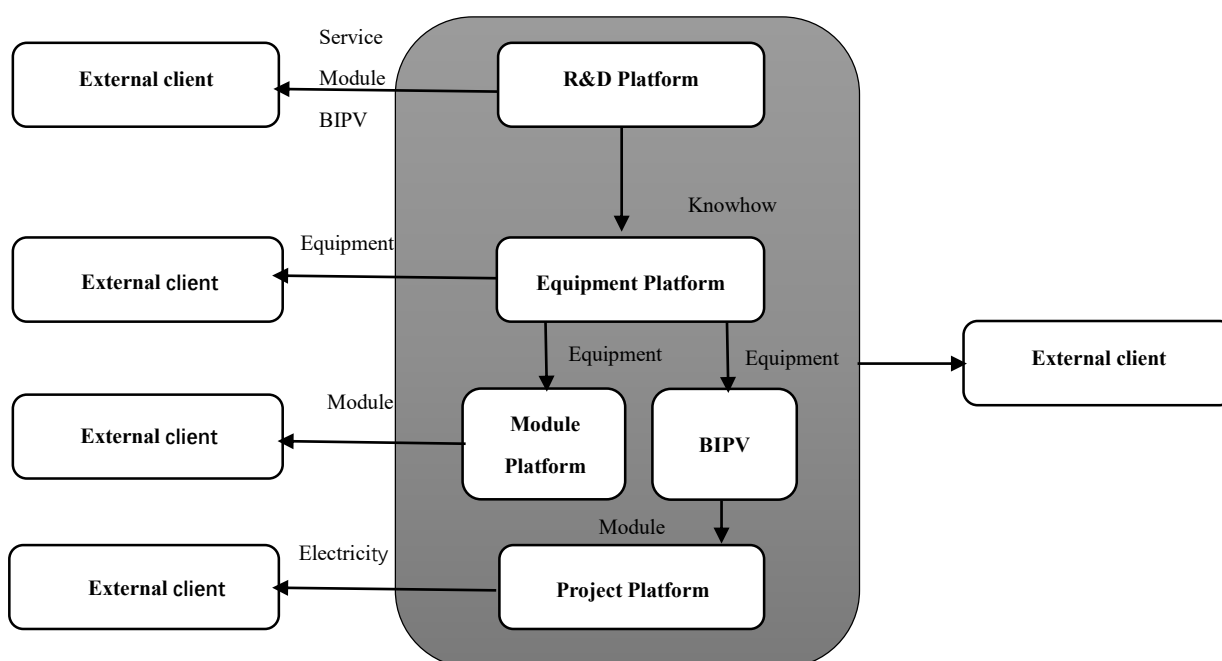 Service
External client
Module
R&D Platform
BIPV
Knowhow
Equipment
External client
Equipment Platform
Equipment
Equipment
External client
Module
External client
Module
Platform
BIPV
Module
Electricity
External client
Project Platform